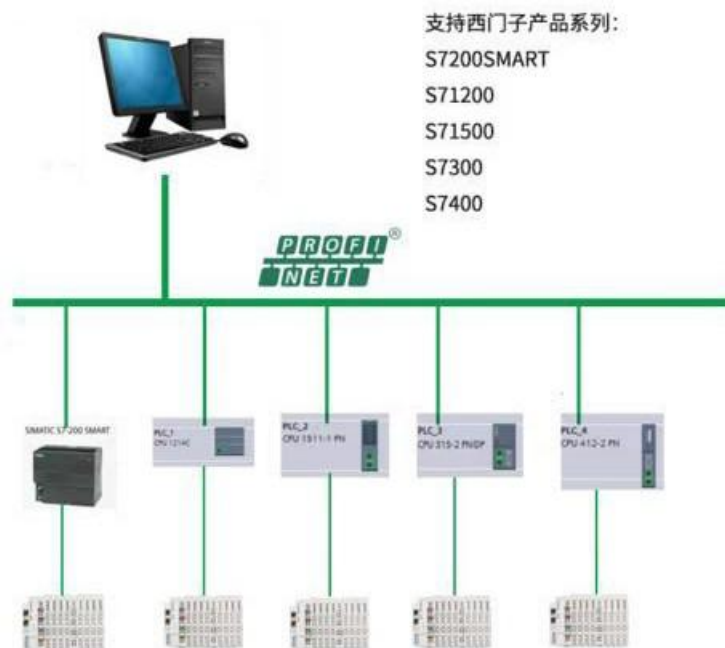 支持西门子产品系列：
S7200SMART
S71200
S71500
S7300
S7400
PROFI
NET
®
SIMATIC S7-200 SMART
PLC_1
CPU 1214C
PLC_2
CPU 1511-1 PN
PLC_3
CPU 315-2 PN/DP
PLC_4
CPU 412-2 PN